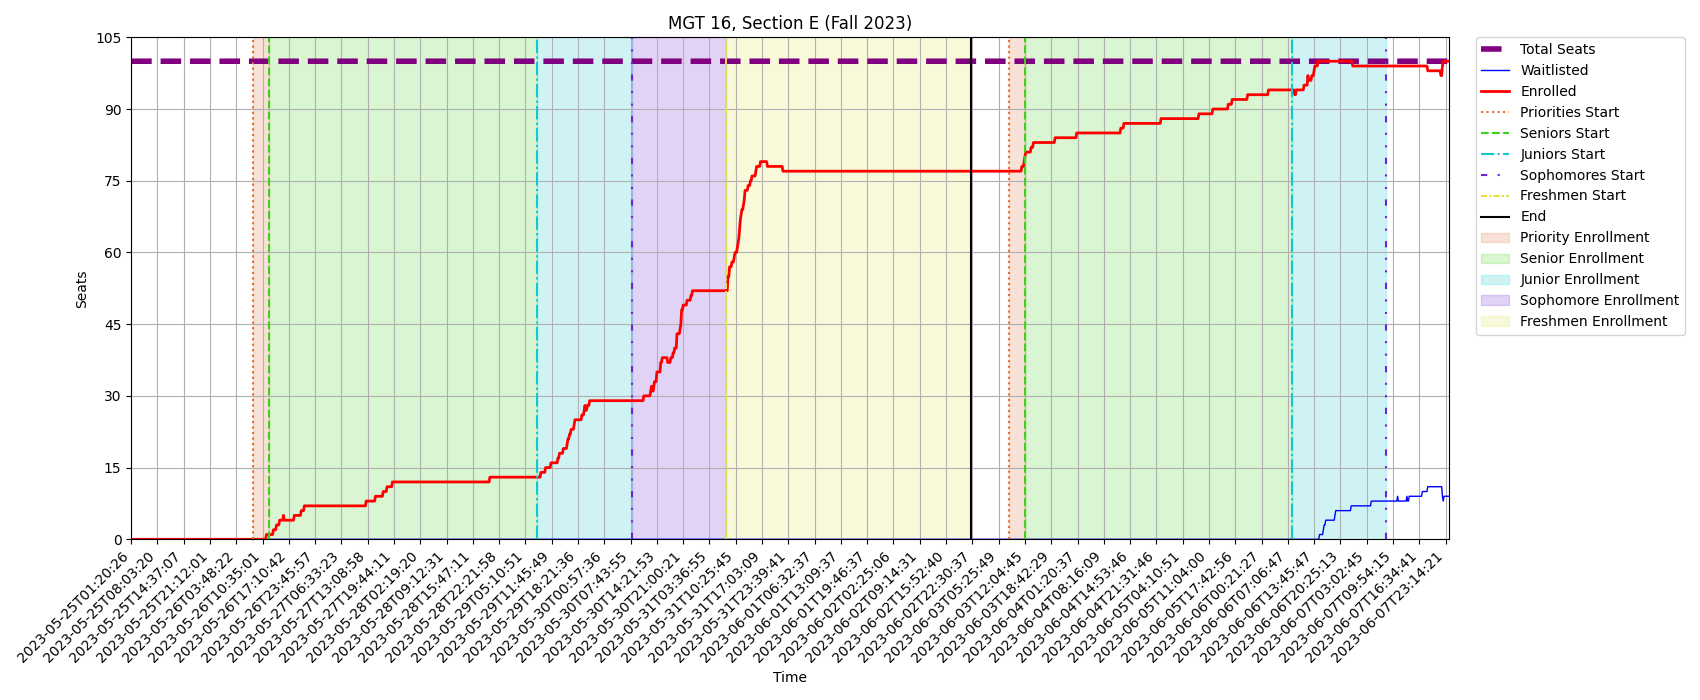 MGT 16, Section E (Fall 2023)
105
90
75
60
45
30
15
0
Seats
2023-05-25T01:20:26
2023-05-25T08:03:20
2023-05-25T14:37:07
2023-05-25T21:12:01
2023-05-26T03:48:22
2023-05-26T10:35:01
2023-05-26T17:10:42
2023-05-26T23:45:57
2023-05-27T06:33:23
2023-05-27T13:08:58
2023-05-27T19:44:11
2023-05-28T02:19:20
2023-05-28T09:12:31
2023-05-28T15:47:11
2023-05-28T22:21:58
2023-05-29T05:10:51
2023-05-29T11:45:49
2023-05-29T18:21:36
2023-05-30T00:57:36
2023-05-30T07:43:55
2023-05-30T14:21:53
2023-05-30T21:00:21
2023-05-31T03:36:55
2023-05-31T10:25:45
2023-05-31T17:03:09
2023-05-31T23:39:41
2023-06-01T06:32:37
2023-06-01T13:09:37
2023-06-01T19:46:37
2023-06-02T02:25:06
2023-06-02T09:14:31
2023-06-02T15:52:40
2023-06-02T22:30:37
2023-06-03T05:25:49
2023-06-03T12:04:45
2023-06-03T18:42:29
2023-06-04T01:20:37
2023-06-04T08:16:09
2023-06-04T14:53:46
2023-06-04T21:31:46
2023-06-05T04:10:51
2023-06-05T11:04:00
2023-06-05T17:42:56
2023-06-06T00:21:27
2023-06-06T07:06:47
2023-06-06T13:45:47
2023-06-06T20:25:13
2023-06-07T03:02:45
2023-06-07T09:54:15
2023-06-07T16:34:41
2023-06-07T23:14:21
Time
Total Seats
Waitlisted
Enrolled
Priorities Start
Seniors Start
Juniors Start
Sophomores Start
Freshmen Start
End
Priority Enrollment
Senior Enrollment
Junior Enrollment
Sophomore Enrollment
Freshmen Enrollment